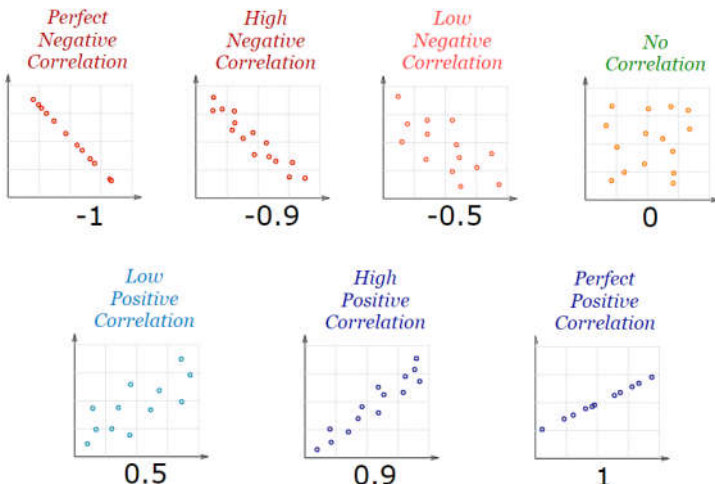 Perfect
Negative
Correlation
-1
High
Negative
Correlation
-0.9
Low
Negative
Correlation
-0.5
No
Correlation
0
Low
Positive
Correlation
0.5
High
Positive
Correlation
0.9
Perfect
Positive
Correlation
1